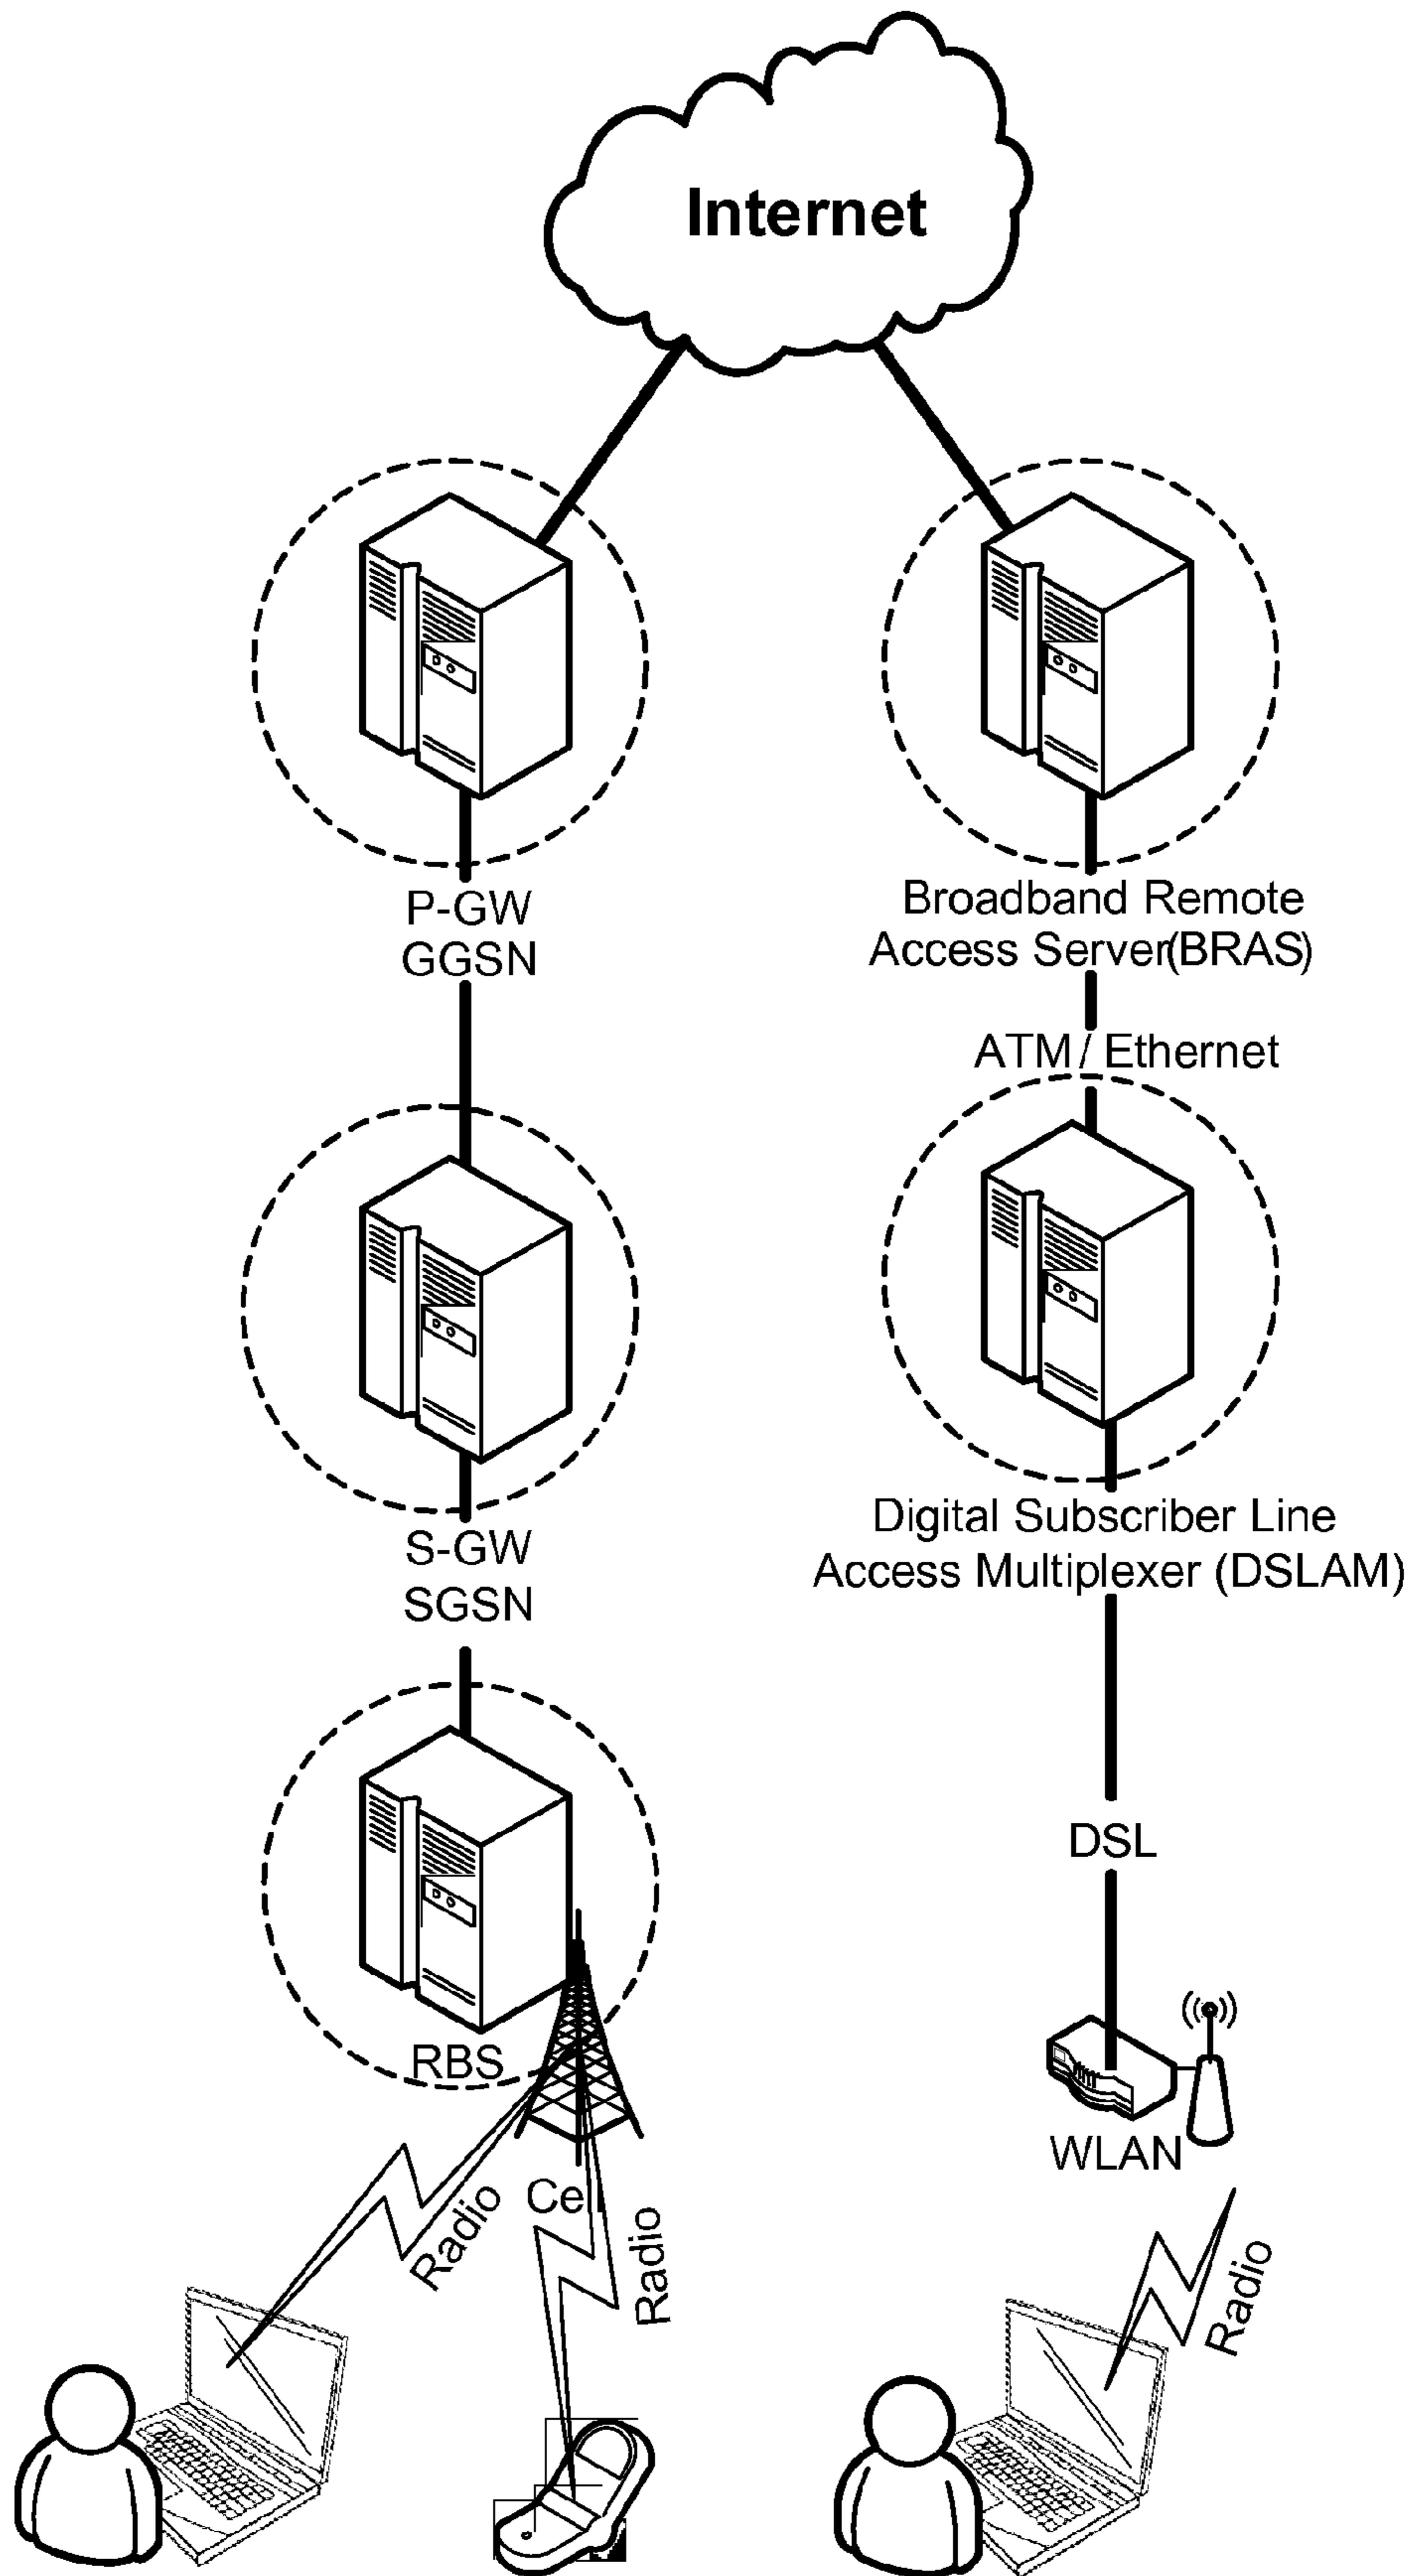 Internet
P-GW
GGSN
Broadband Remote
Access Server(BRAS)
ATM / Ethernet
S-GW
SGSN
Digital Subscriber Line
Access Multiplexer (DSLAM)
DSL
RBS
WLAN
Cell
Radio
Radio
Radio